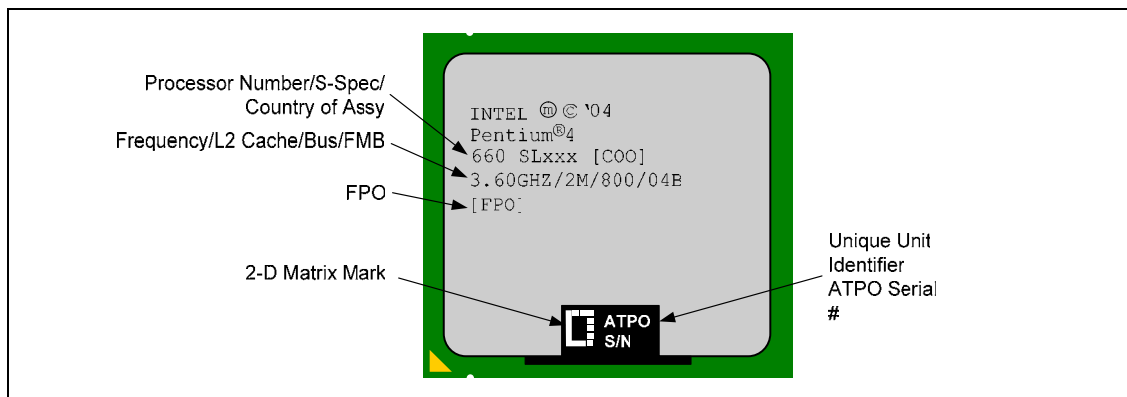 Processor Number/S-Spec/
Country of Assy
Frequency/L2 Cache/Bus/FMB
FPO
2-D Matrix Mark
INTEL ⓜ © '04
Pentium®4
660 SLxxx [COO]
3.60GHZ/2M/800/04B
[FPO]
ATPO
S/N
Unique Unit
Identifier
ATPO Serial
#